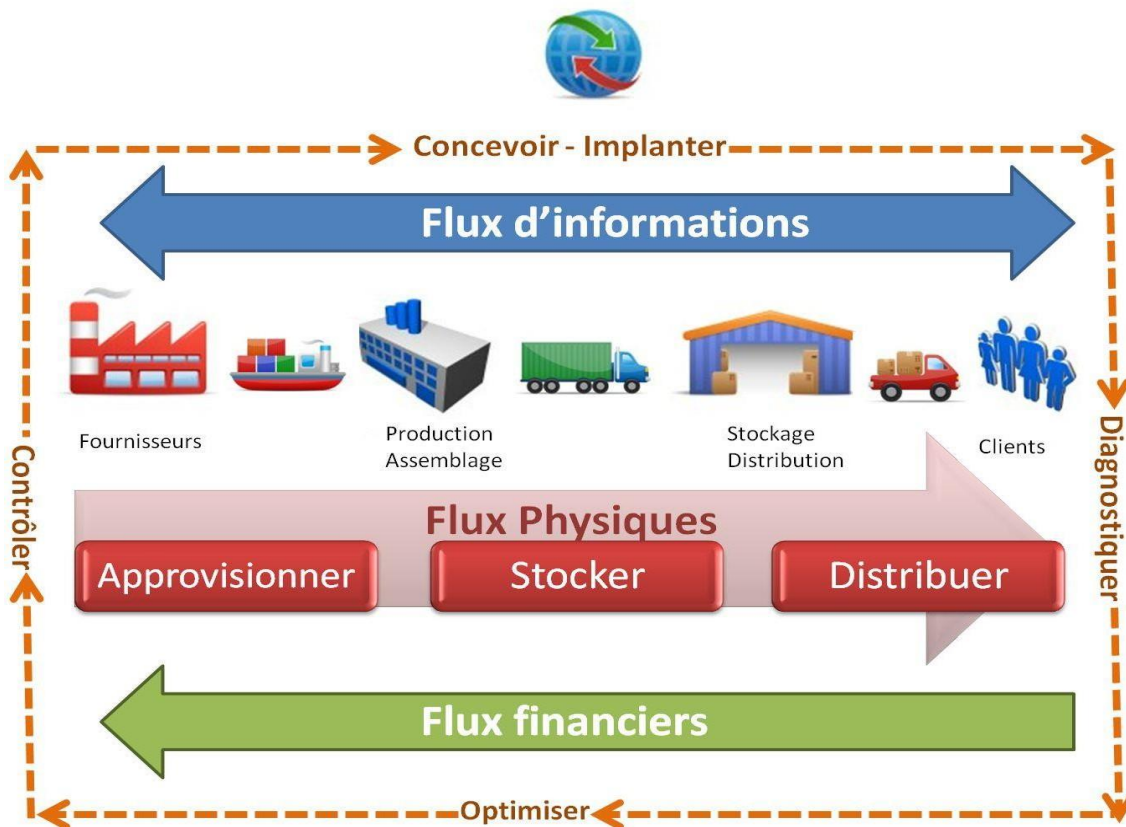 Concevoir - Implanter
Flux d’informations
Fournisseurs
Production
Assemblage
Stockage
Distribution
Clients
Contrôler
Diagnostiquer
Flux Physiques
Approvisionner
Stocker
Distribuer
Flux financiers
Optimiser